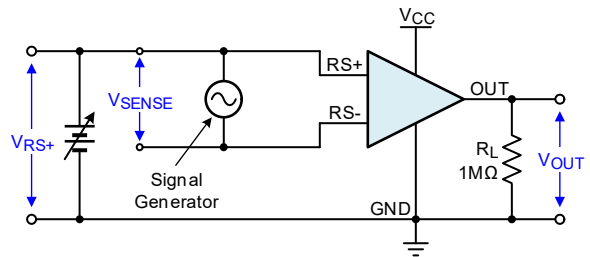 VCC
RS+
VSENSE
OUT
RS-
VRS+
RL
1MΩ
VOUT
Signal
Generator
GND